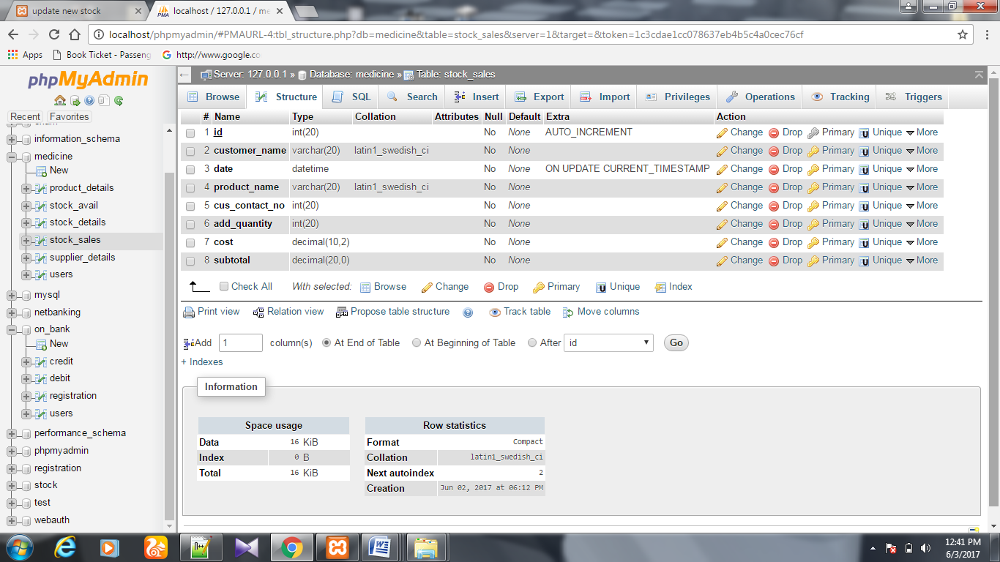 update new stock
localhost / 127.0.0.1 / me
localhost/phpmyadmin/#PMAURL-4:tbl_structure.php?db=medicine&table=stock_sales&server=1&target=&token=1c3cdae1cc078637eb4b5c4a0cec76cf
Apps Book Ticket - Passeng http://www.google.co
phpMyAdmin
Recent Favorites
information_schema
medicine
New
product_details
stock_avail
stock_details
stock_sales
supplier_details
users
mysql
netbanking
on_bank
New
credit
debit
registration
users
performance_schema
phpmyadmin
registration
stock
test
webauth
Server: 127.0.0.1 » Database: medicine » Table: stock_sales
Browse Structure SQL Search Insert Export Import Privileges Operations Tracking Triggers
# Name Type Collation Attributes Null Default Extra Action
1 id int(20) No None AUTO_INCREMENT Change Drop Primary Unique More
2 customer_name varchar(20) latin1_swedish_ci No None Change Drop Primary Unique More
3 date datetime No None ON UPDATE CURRENT_TIMESTAMP Change Drop Primary Unique More
4 product_name varchar(20) latin1_swedish_ci No None Change Drop Primary Unique More
5 cus_contact_no int(20) No None Change Drop Primary Unique More
6 add_quantity int(20) No None Change Drop Primary Unique More
7 cost decimal(10,2) No None Change Drop Primary Unique More
8 subtotal decimal(20,0) No None Change Drop Primary Unique More
Check All With selected: Browse Change Drop Primary Unique Index
Print view Relation view Propose table structure Track table Move columns
Add 1 column(s) At End of Table At Beginning of Table After id Go
+ Indexes
Information
Space usage
Data 16 KiB
Index 0 B
Total 16 KiB
Row statistics
Format Compact
Collation latin1_swedish_ci
Next autoindex 2
Creation Jun 02, 2017 at 06:12 PM
12:41 PM
6/3/2017